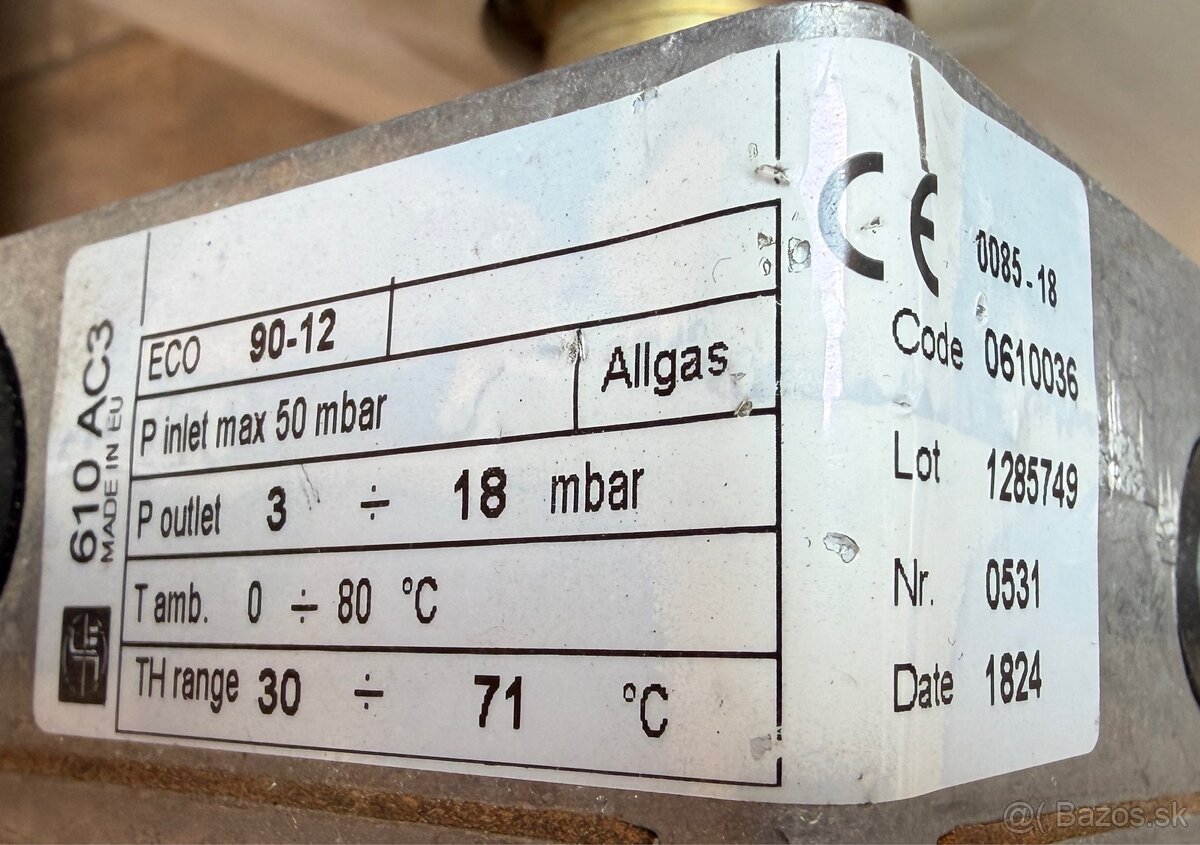 610 AC3
MADE IN EU
ECO 90-12
P inlet max 50 mbar Allgas
P outlet 3 ÷ 18 mbar
T amb. 0 ÷ 80 °C
TH range 30 ÷ 71 °C
CE 0085-18
Code 0610036
Lot 1285749
Nr. 0531
Date 1824
@( Bazos.sk